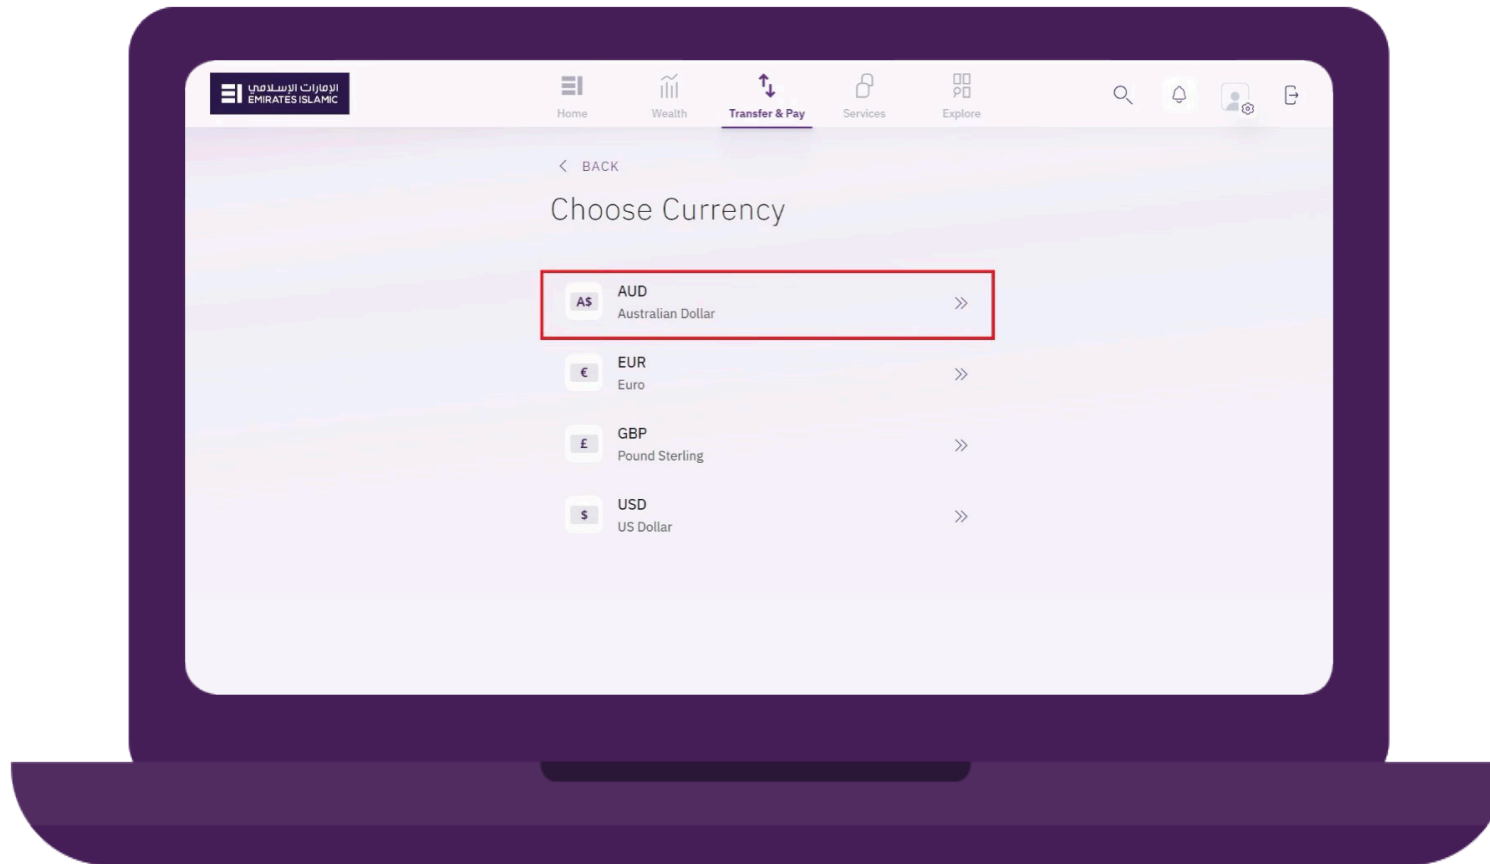 الإمارات الإسلامي
EMIRATES ISLAMIC
Home
Wealth
Transfer & Pay
Services
Explore
BACK
Choose Currency
A$
AUD
Australian Dollar
€
EUR
Euro
£
GBP
Pound Sterling
$
USD
US Dollar